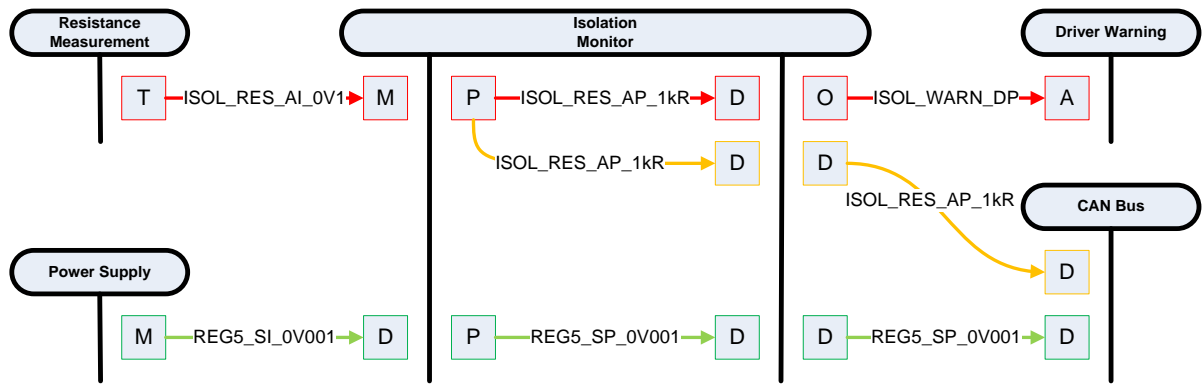 Resistance
Measurement
Isolation
Monitor
Driver Warning
T
ISOL_RES_AI_0V1
M
P
ISOL_RES_AP_1kR
D
O
ISOL_WARN_DP
A
ISOL_RES_AP_1kR
D
D
ISOL_RES_AP_1kR
CAN Bus
Power Supply
D
M
REG5_SI_0V001
D
P
REG5_SP_0V001
D
D
REG5_SP_0V001
D